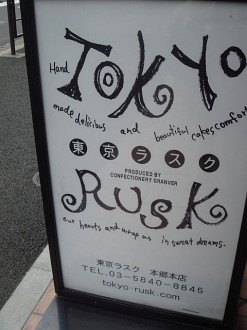 TOKYO
Hand made delicious and beautiful cakes comfort
東京ラスク
PRODUCED BY
CONFECTIONERY GRANVER
RUSK
our hearts and wrap us in sweet dreams.
東京ラスク 本郷本店
TEL.03-5840-8845
tokyo-rusk.com